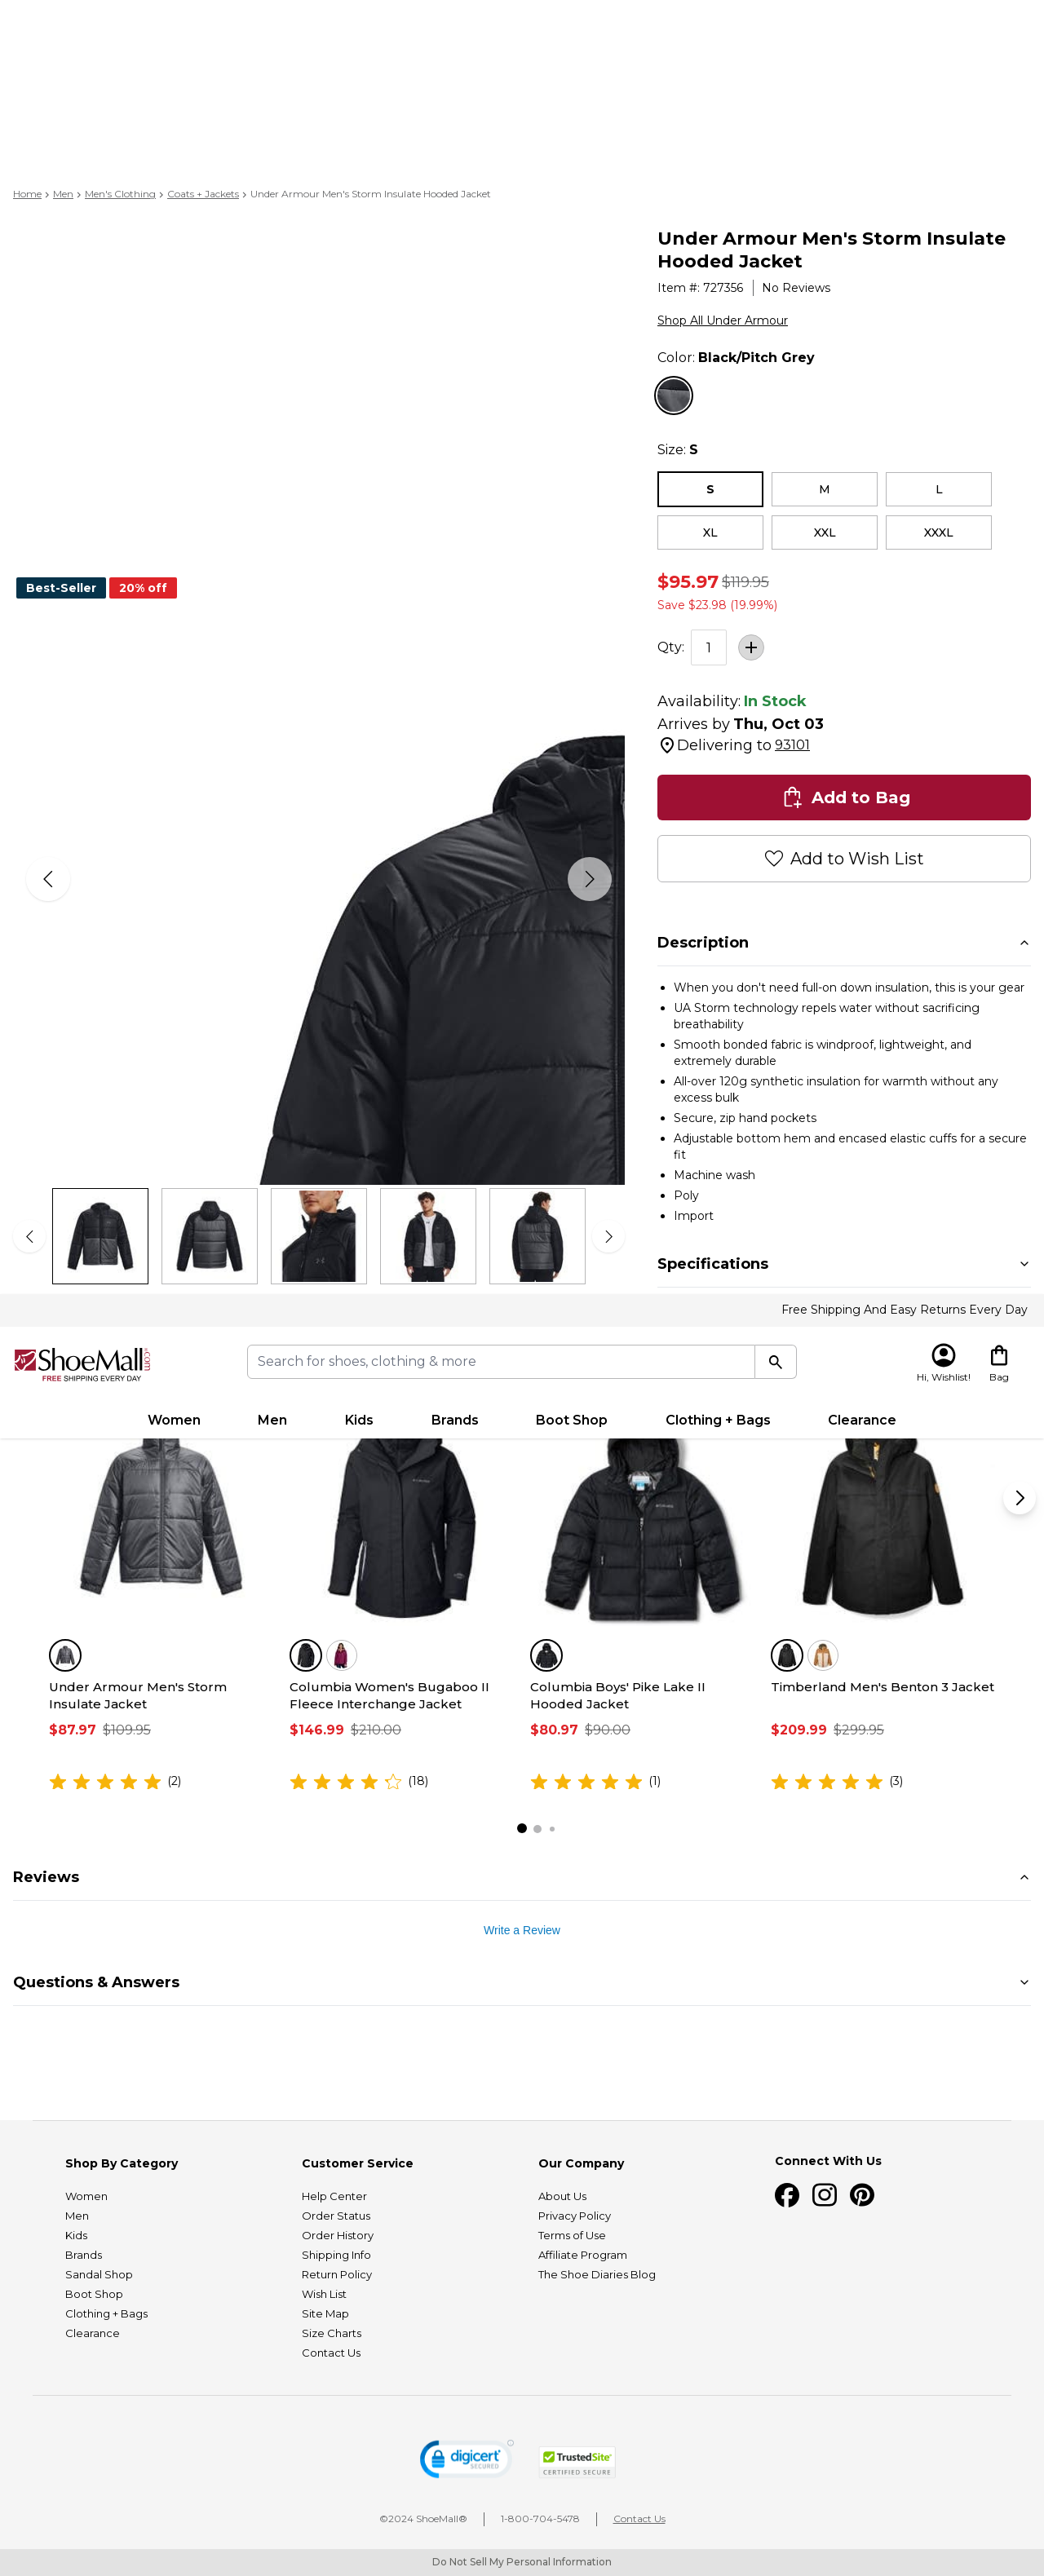 Home > Men > Men's Clothing > Coats + Jackets > Under Armour Men's Storm Insulate Hooded Jacket
Under Armour Men's Storm Insulate
Hooded Jacket
Item #: 727356 | No Reviews
Shop All Under Armour
Color: Black/Pitch Grey
Size: S
S M L
XL XXL XXXL
Best-Seller 20% off
$95.97 $119.95
Save $23.98 (19.99%)
Qty: 1
Availability: In Stock
Arrives by Thu, Oct 03
Delivering to 93101
Add to Bag
Add to Wish List
Description
• When you don't need full-on down insulation, this is your gear
• UA Storm technology repels water without sacrificing
breathability
• Smooth bonded fabric is windproof, lightweight, and
extremely durable
• All-over 120g synthetic insulation for warmth without any
excess bulk
• Secure, zip hand pockets
• Adjustable bottom hem and encased elastic cuffs for a secure
fit
• Machine wash
• Poly
• Import
Specifications
Free Shipping And Easy Returns Every Day
ShoeMall.com
FREE SHIPPING EVERY DAY
Search for shoes, clothing & more
Hi, Wishlist!
Bag
Women Men Kids Brands Boot Shop Clothing + Bags Clearance
Under Armour Men's Storm
Insulate Jacket
$87.97 $109.95
(2)
Columbia Women's Bugaboo II
Fleece Interchange Jacket
$146.99 $210.00
(18)
Columbia Boys' Pike Lake II
Hooded Jacket
$80.97 $90.00
(1)
Timberland Men's Benton 3 Jacket
$209.99 $299.95
(3)
Reviews
Write a Review
Questions & Answers
Shop By Category
Women
Men
Kids
Brands
Sandal Shop
Boot Shop
Clothing + Bags
Clearance
Customer Service
Help Center
Order Status
Order History
Shipping Info
Return Policy
Wish List
Site Map
Size Charts
Contact Us
Our Company
About Us
Privacy Policy
Terms of Use
Affiliate Program
The Shoe Diaries Blog
Connect With Us
digicert
SECURED
TrustedSite
CERTIFIED SECURE
©2024 ShoeMall® | 1-800-704-5478 | Contact Us
Do Not Sell My Personal Information